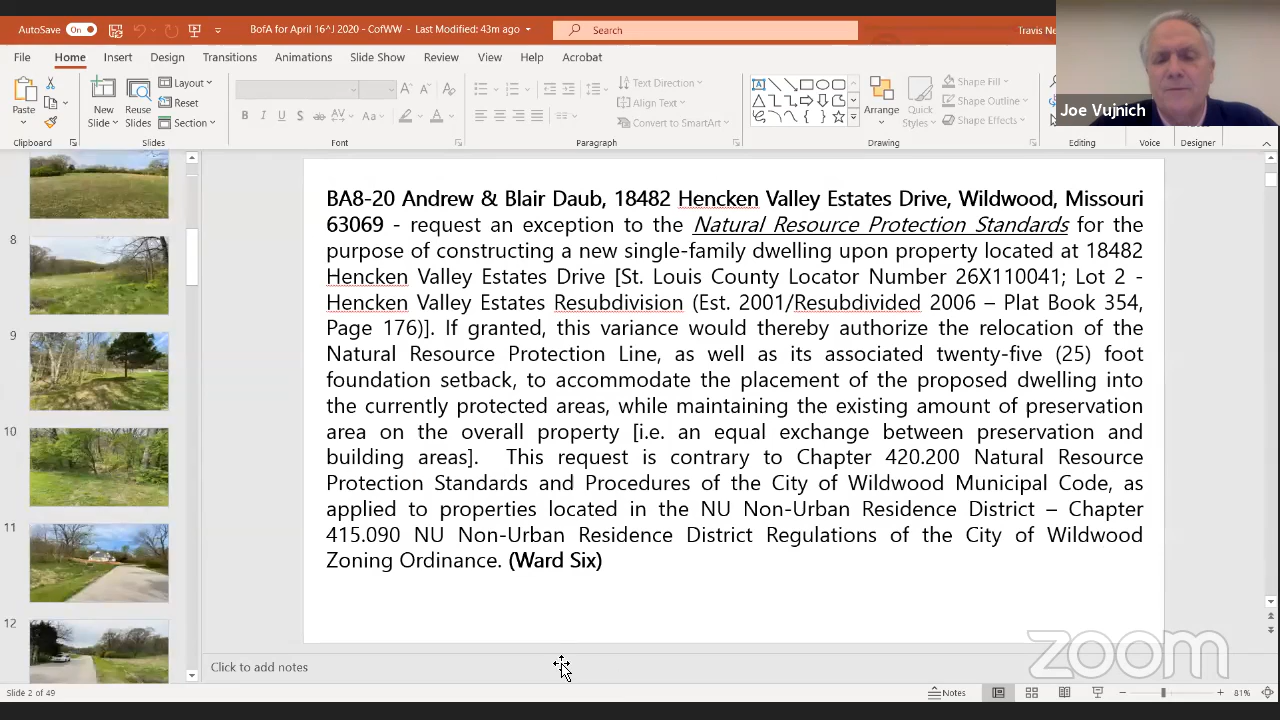 AutoSave On BofA for April 16^J 2020 - CofWW - Last Modified: 43m ago Search Travis Ne
File Home Insert Design Transitions Animations Slide Show Review View Help Acrobat
Paste
New Slide
Reuse Slides
Layout
Reset
Section
Text Direction
Align Text
Convert to SmartArt
Arrange
Quick Styles
Shape Fill
Shape Outline
Shape Effects
Joe Vujnich
Clipboard Slides Font Paragraph Drawing Editing Voice Designer
BA8-20 Andrew & Blair Daub, 18482 Hencken Valley Estates Drive, Wildwood, Missouri
63069 - request an exception to the Natural Resource Protection Standards for the
purpose of constructing a new single-family dwelling upon property located at 18482
Hencken Valley Estates Drive [St. Louis County Locator Number 26X110041; Lot 2 -
Hencken Valley Estates Resubdivision (Est. 2001/Resubdivided 2006 – Plat Book 354,
Page 176)]. If granted, this variance would thereby authorize the relocation of the
Natural Resource Protection Line, as well as its associated twenty-five (25) foot
foundation setback, to accommodate the placement of the proposed dwelling into
the currently protected areas, while maintaining the existing amount of preservation
area on the overall property [i.e. an equal exchange between preservation and
building areas]. This request is contrary to Chapter 420.200 Natural Resource
Protection Standards and Procedures of the City of Wildwood Municipal Code, as
applied to properties located in the NU Non-Urban Residence District – Chapter
415.090 NU Non-Urban Residence District Regulations of the City of Wildwood
Zoning Ordinance. (Ward Six)
8
9
10
11
12
zoom
Click to add notes
Slide 2 of 49 Notes 81%